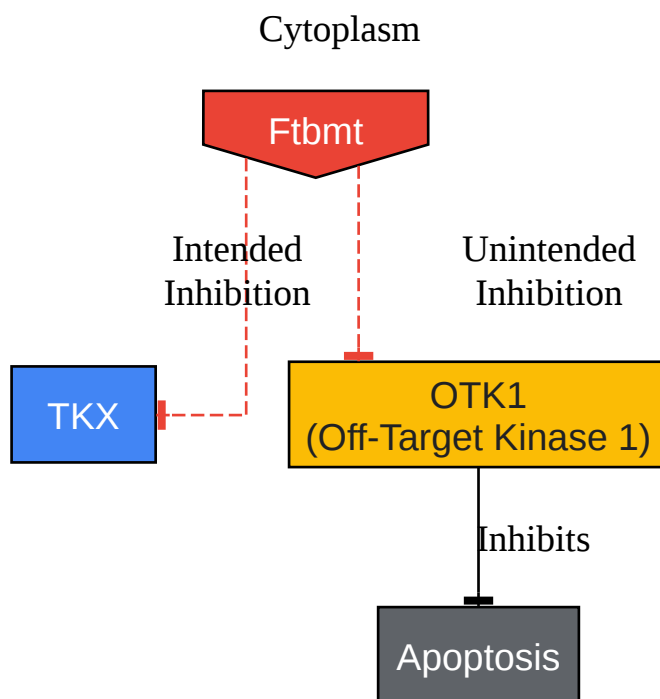 Cytoplasm
Ftbmt
Intended
Inhibition
Unintended
Inhibition
TKX
OTK1
(Off-Target Kinase 1)
Inhibits
Apoptosis